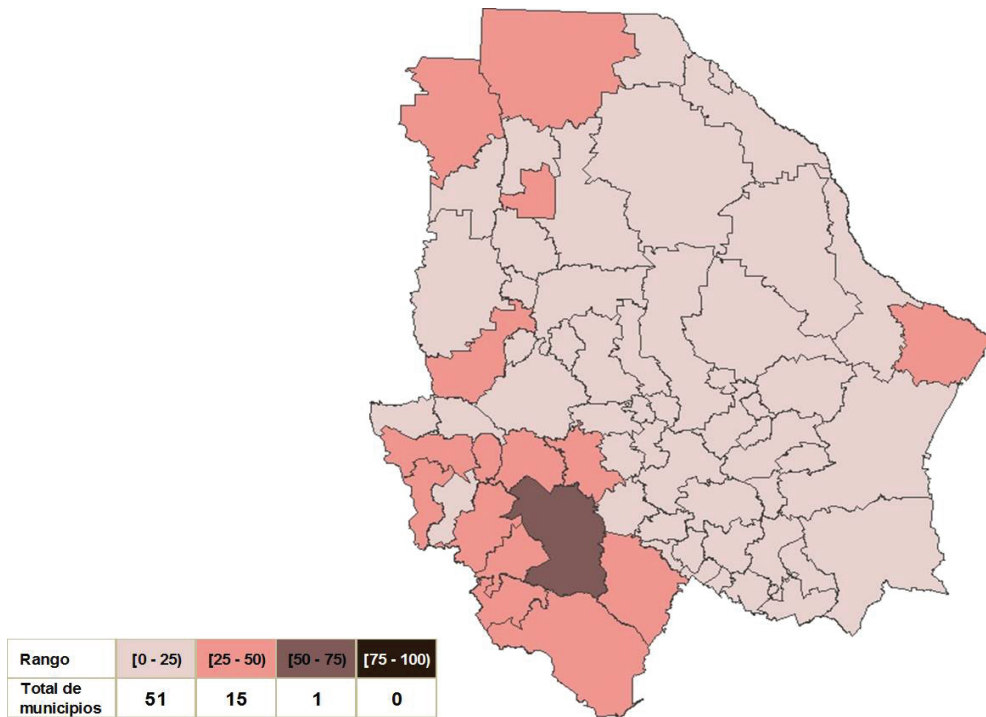 Rango [0 - 25) [25 - 50) [50 - 75) [75 - 100)
Total de municipios 51 15 1 0